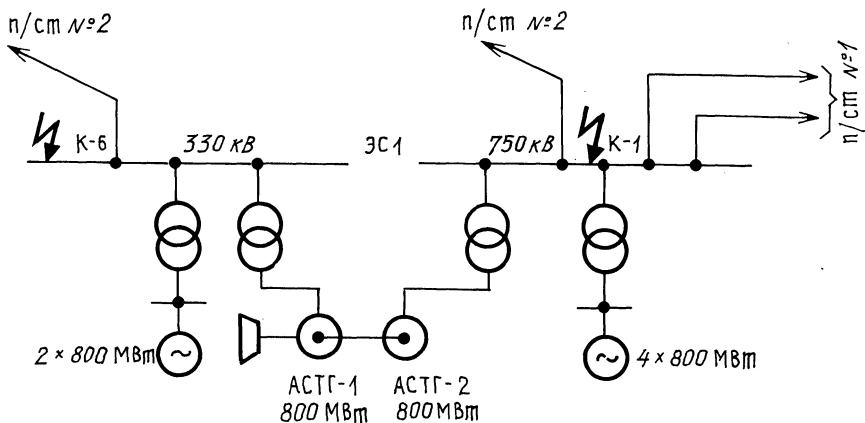 п/ст №2
п/ст №2
п/ст №1
К-6
330 кВ
ЭС1
750 кВ
К-1
2 × 800 МВт
4 × 800 МВт
АСТГ-1
800 МВт
АСТГ-2
800 МВт